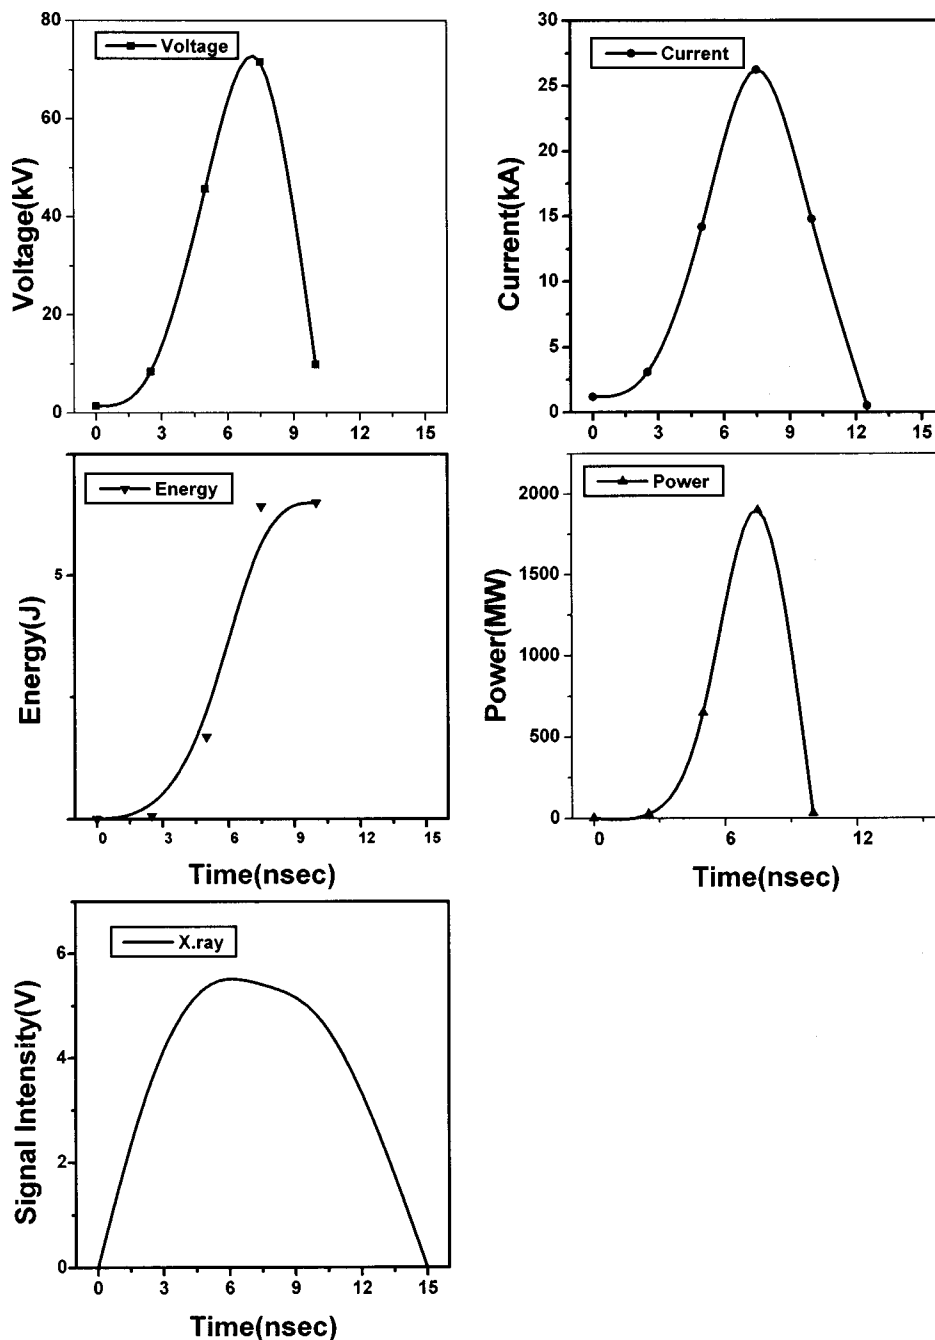 Voltage
Voltage(kV)
80
60
40
20
0
0 3 6 9 12 15
Current
Current(kA)
30
25
20
15
10
5
0
0 3 6 9 12 15
Energy
Energy(J)
5
0
0 3 6 9 12 15
Time(nsec)
Power
Power(MW)
2000
1500
1000
500
0
0 6 12
Time(nsec)
X.ray
Signal Intensity(V)
6
4
2
0
0 3 6 9 12 15
Time(nsec)